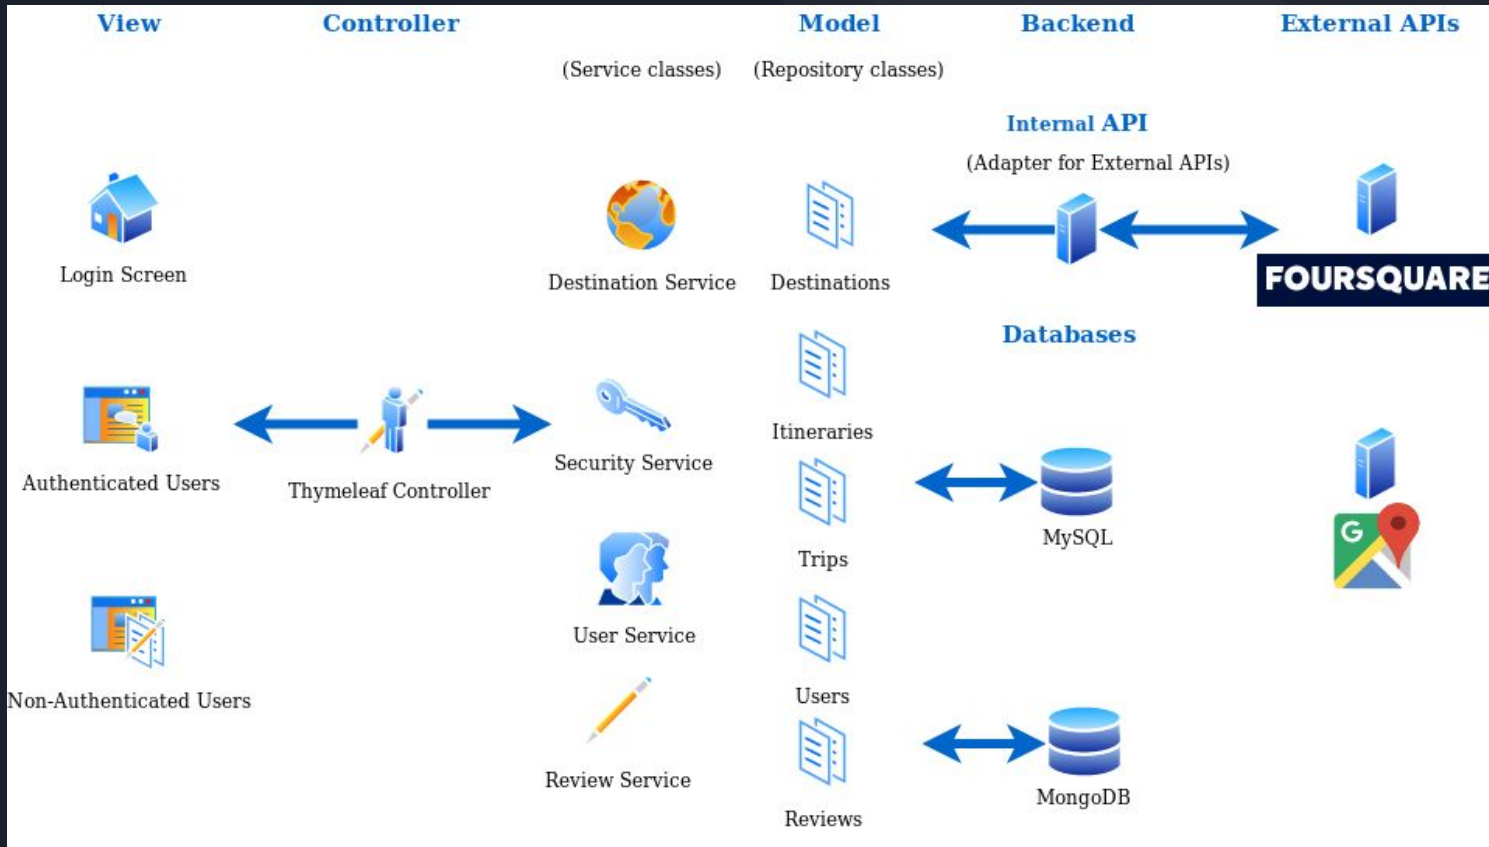 View
Controller
Model
Backend
External APIs
(Service classes)
(Repository classes)
Internal API
(Adapter for External APIs)
Login Screen
Destination Service
Destinations
FOURSQUARE
Databases
Itineraries
Authenticated Users
Thymeleaf Controller
Security Service
MySQL
Trips
G
User Service
Non-Authenticated Users
Users
Review Service
MongoDB
Reviews